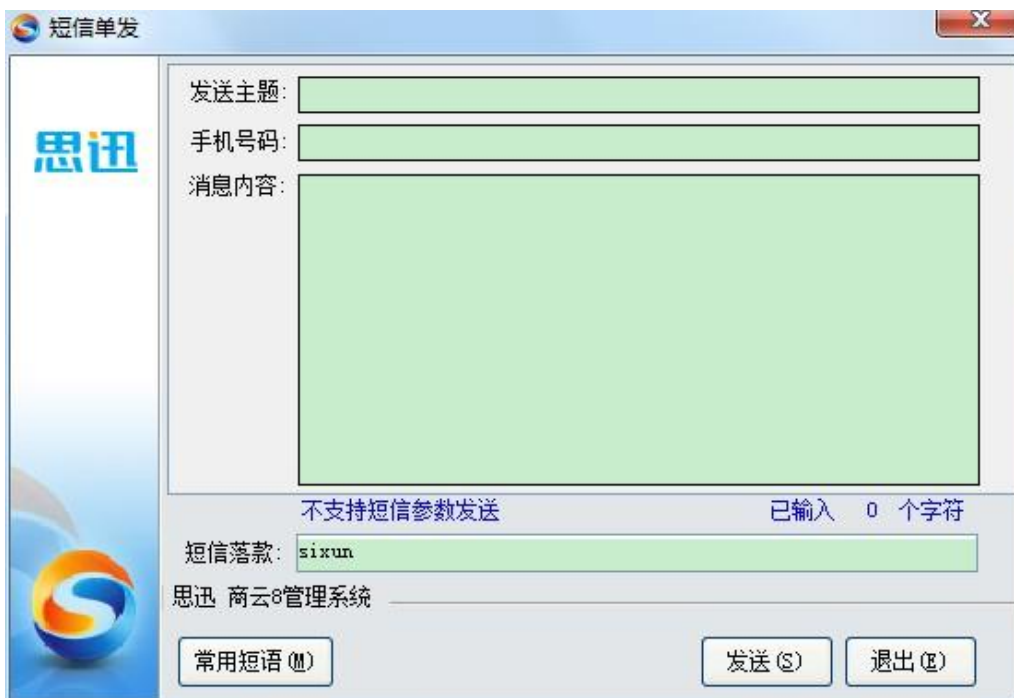 短信单发
思迅
发送主题:
手机号码:
消息内容:
不支持短信参数发送 已输入 0 个字符
短信落款: sixun
思迅 商云8管理系统
常用短语(M) 发送(S) 退出(E)